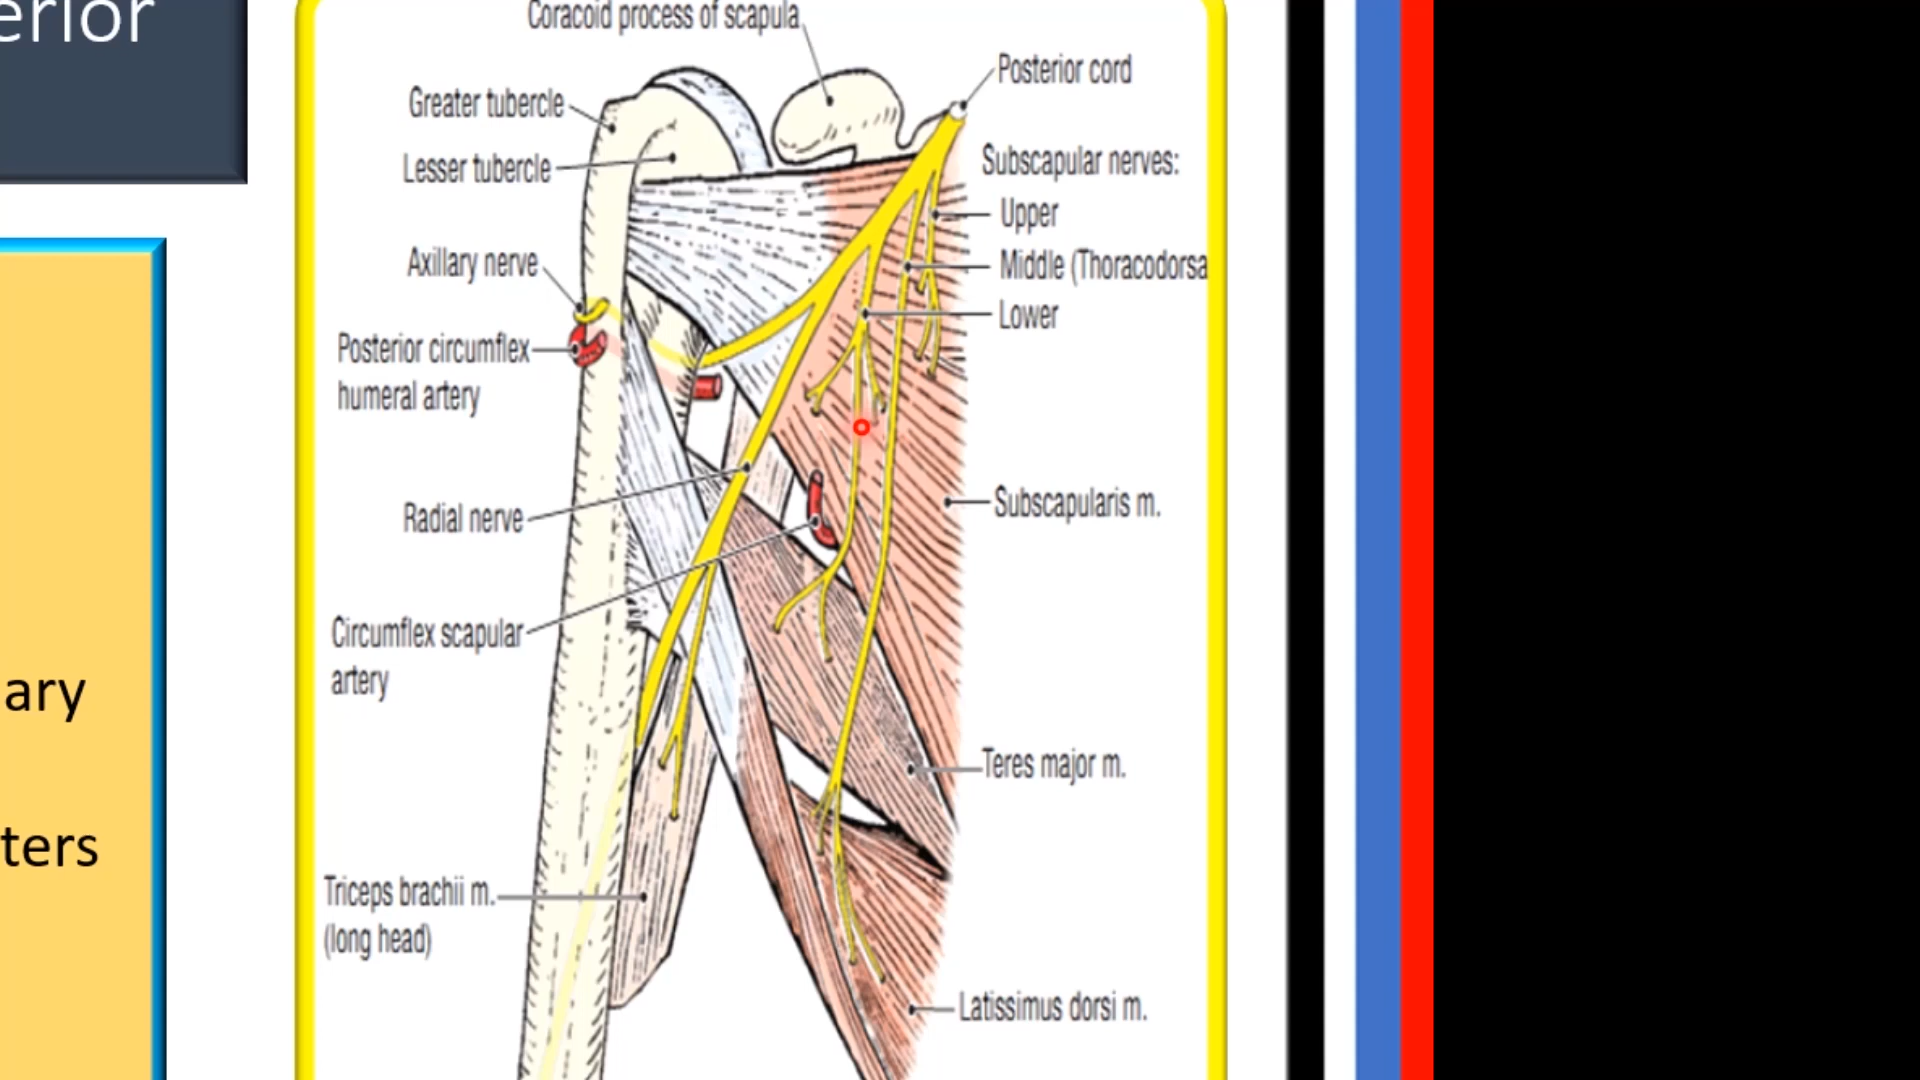 erior
ary
ters
Coracoid process of scapula
Posterior cord
Greater tubercle
Lesser tubercle
Subscapular nerves:
Upper
Axillary nerve
Middle (Thoracodorsa
Lower
Posterior circumflex
humeral artery
Radial nerve
Subscapularis m.
Circumflex scapular
artery
Teres major m.
Triceps brachii m.
(long head)
Latissimus dorsi m.